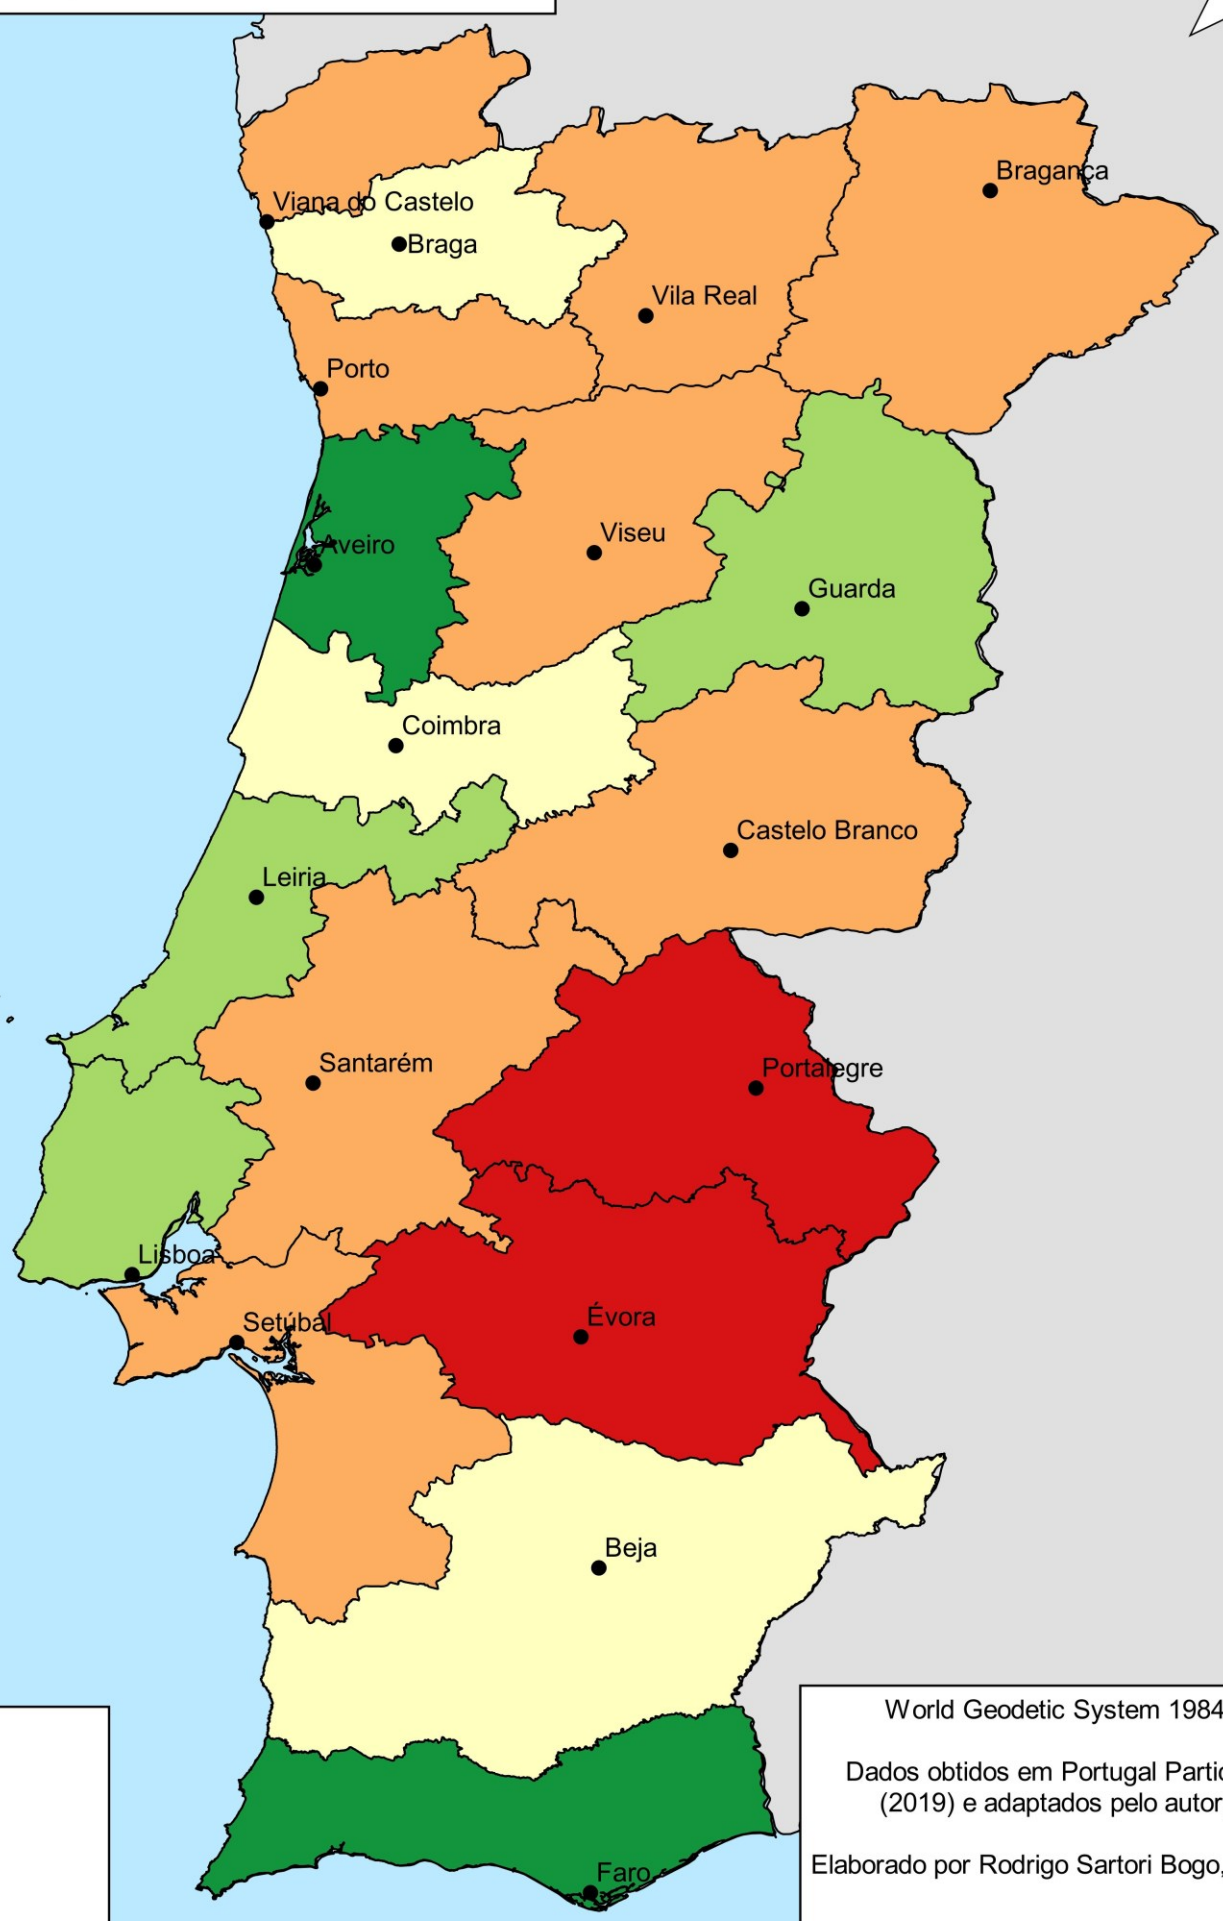 Bragança
Viana do Castelo
Braga
Vila Real
Porto
Viseu
Aveiro
Guarda
Coimbra
Castelo Branco
Leiria
Santarém
Portalegre
Lisboa
Évora
Setúbal
Beja
World Geodetic System 1984
Dados obtidos em Portugal
(2019) e adaptados pelo autor
Elaborado por Rodrigo Sartori Bogo,
Faro